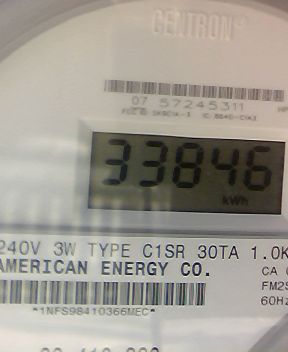 CENTRON®
07 57245311
33846
kWh
240V 3W TYPE C1SR 30TA 1.0K
AMERICAN ENERGY CO.
CA
FM2S
60Hz
*1NFS98410366MEC*